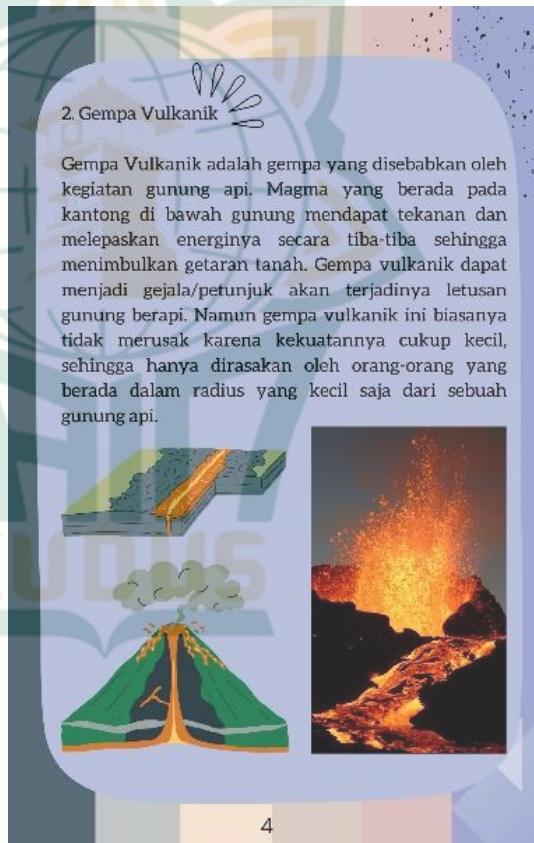 2. Gempa Vulkanik
Gempa Vulkanik adalah gempa yang disebabkan oleh
kegiatan gunung api. Magma yang berada pada
kantong di bawah gunung mendapat tekanan dan
melepaskan energinya secara tiba-tiba sehingga
menimbulkan getaran tanah. Gempa vulkanik dapat
menjadi gejala/petunjuk akan terjadinya letusan
gunung berapi. Namun gempa vulkanik ini biasanya
tidak merusak karena kekuatannya cukup kecil,
sehingga hanya dirasakan oleh orang-orang yang
berada dalam radius yang kecil saja dari sebuah
gunung api.
4